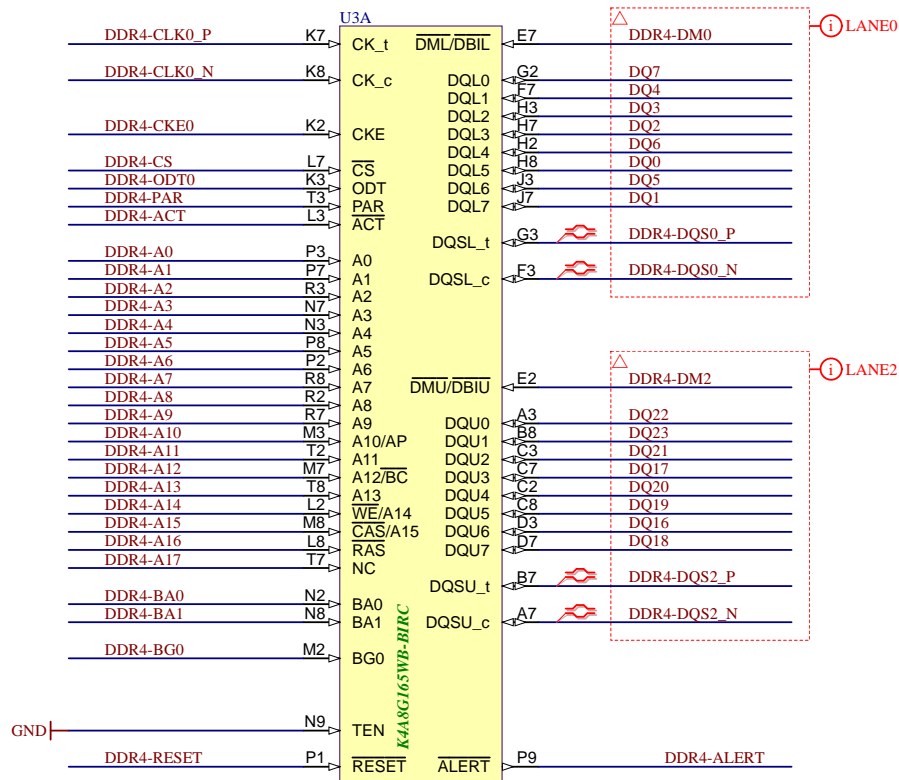 U3A
DDR4-CLK0_P K7 CK_t DML/DBIL E7 DDR4-DM0
LANE0
DDR4-CLK0_N K8 CK_c DQL0 G2 DQ7
DQL1 F7 DQ4
DQL2 H3 DQ3
DDR4-CKE0 K2 CKE DQL3 H7 DQ2
DQL4 H2 DQ6
DDR4-CS L7 CS DQL5 H8 DQ0
DDR4-ODT0 K3 ODT DQL6 J3 DQ5
DDR4-PAR T3 PAR DQL7 J7 DQ1
DDR4-ACT L3 ACT
DQSL_t G3 DDR4-DQS0_P
DDR4-A0 P3 A0
DDR4-A1 P7 A1 DQSL_c F3 DDR4-DQS0_N
DDR4-A2 R3 A2
DDR4-A3 N7 A3
DDR4-A4 N3 A4
DDR4-A5 P8 A5
DDR4-A6 P2 A6
LANE2
DDR4-A7 R8 A7 DMU/DBIU E2 DDR4-DM2
DDR4-A8 R2 A8
DDR4-A9 R7 A9 DQU0 A3 DQ22
DDR4-A10 M3 A10/AP DQU1 B8 DQ23
DDR4-A11 T2 A11 DQU2 C3 DQ21
DDR4-A12 M7 A12/BC DQU3 C7 DQ17
DDR4-A13 T8 A13 DQU4 C2 DQ20
DDR4-A14 L2 WE/A14 DQU5 C8 DQ19
DDR4-A15 M8 CAS/A15 DQU6 D3 DQ16
DDR4-A16 L8 RAS DQU7 D7 DQ18
DDR4-A17 T7 NC
DQSU_t B7 DDR4-DQS2_P
DDR4-BA0 N2 BA0
DDR4-BA1 N8 BA1 DQSU_c A7 DDR4-DQS2_N
DDR4-BG0 M2 BG0
K4A8G165WB-BIRC
GND N9 TEN
DDR4-RESET P1 RESET ALERT P9 DDR4-ALERT